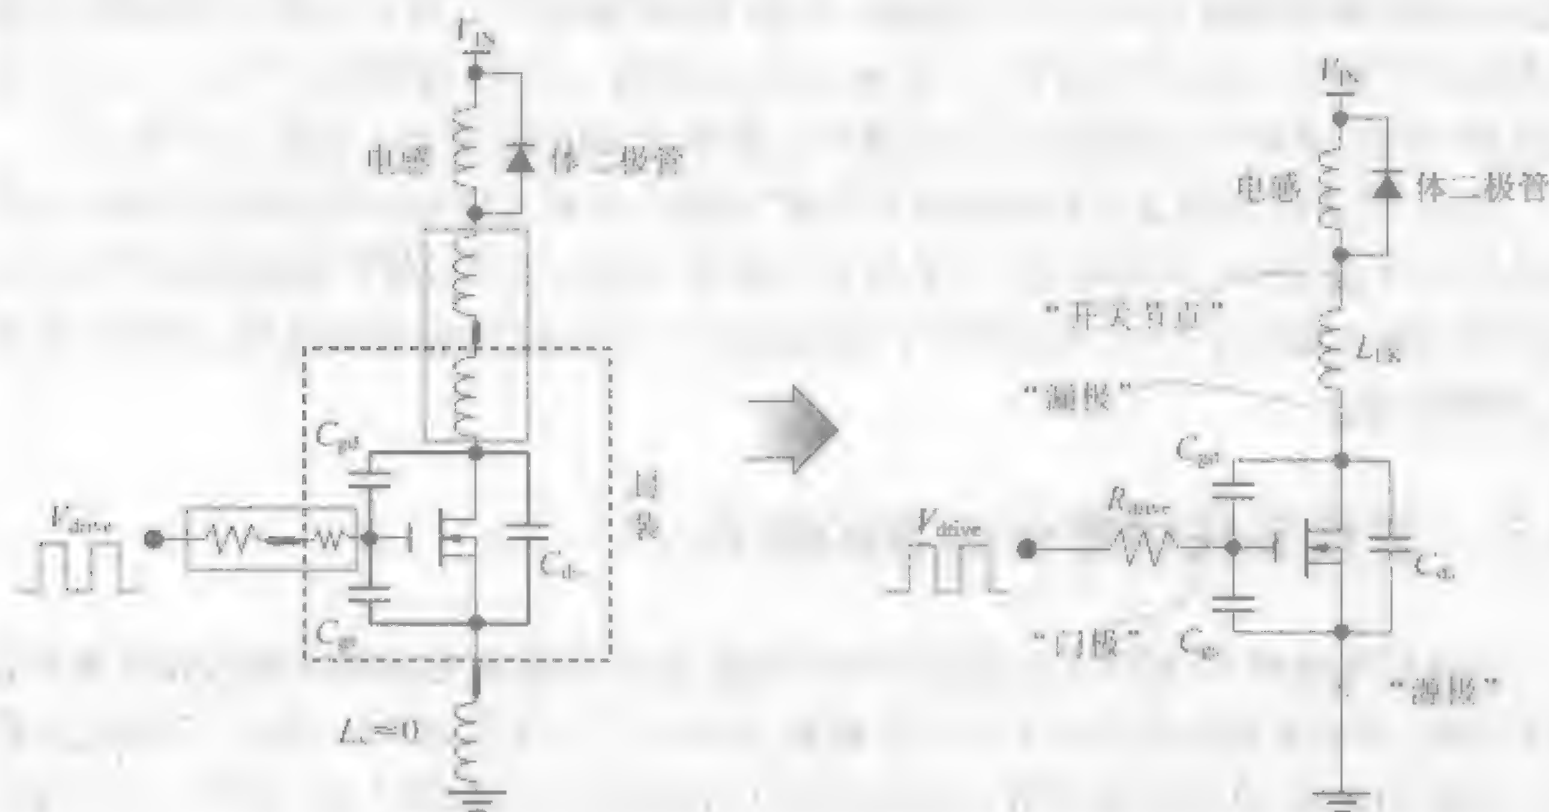 V_IN
电感
体二极管
C_gd
V_drive
C_gs
C_ds
L_s≈0
V_IN
电感
体二极管
"开关节点"
L_LK
"漏极"
C_gd
R_drive
V_drive
C_ds
"门极"
C_gs
"源极"